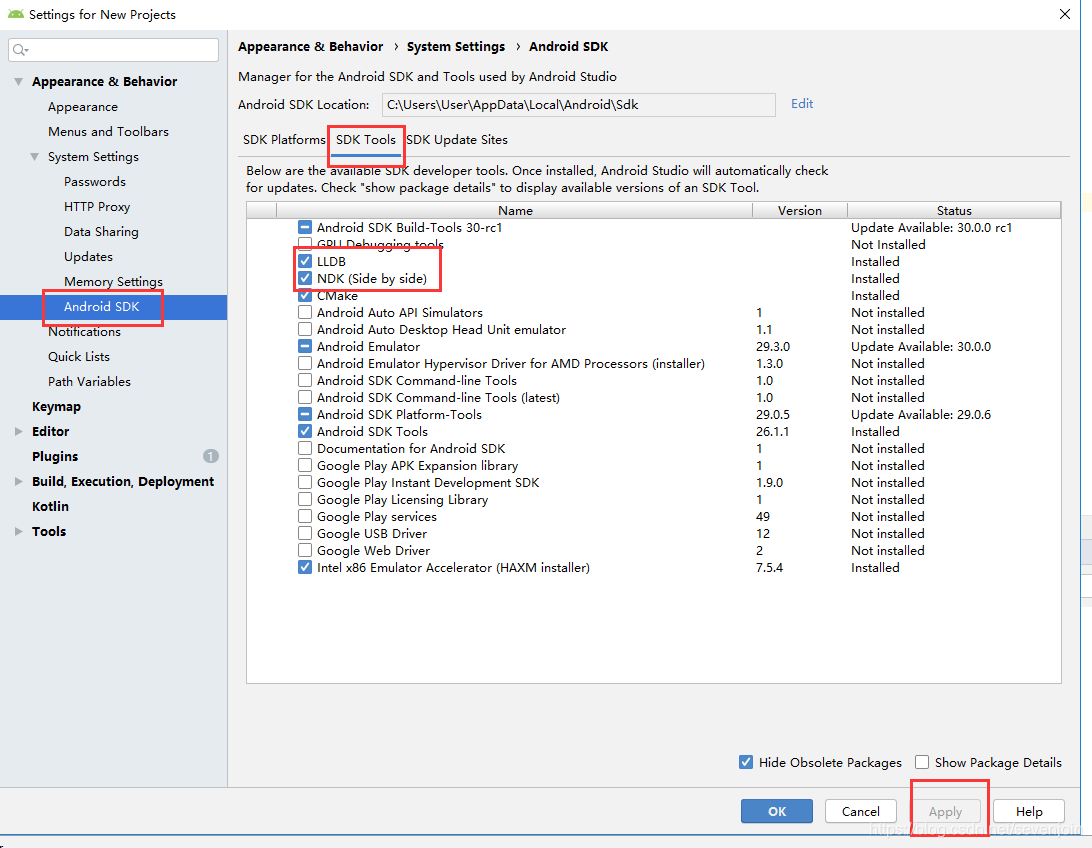 Settings for New Projects
Appearance & Behavior
Appearance
Menus and Toolbars
System Settings
Passwords
HTTP Proxy
Data Sharing
Updates
Memory Settings
Android SDK
Notifications
Quick Lists
Path Variables
Keymap
Editor
Plugins 1
Build, Execution, Deployment
Kotlin
Tools
Appearance & Behavior › System Settings › Android SDK
Manager for the Android SDK and Tools used by Android Studio
Android SDK Location: C:\Users\User\AppData\Local\Android\Sdk Edit
SDK Platforms SDK Tools SDK Update Sites
Below are the available SDK developer tools. Once installed, Android Studio will automatically check
for updates. Check "show package details" to display available versions of an SDK Tool.
Name Version Status
Android SDK Build-Tools 30-rc1 Update Available: 30.0.0 rc1
GPU Debugging tools Not Installed
LLDB Installed
NDK (Side by side) Installed
CMake Installed
Android Auto API Simulators 1 Not installed
Android Auto Desktop Head Unit emulator 1.1 Not installed
Android Emulator 29.3.0 Update Available: 30.0.0
Android Emulator Hypervisor Driver for AMD Processors (installer) 1.3.0 Not installed
Android SDK Command-line Tools 1.0 Not installed
Android SDK Command-line Tools (latest) 1.0 Not installed
Android SDK Platform-Tools 29.0.5 Update Available: 29.0.6
Android SDK Tools 26.1.1 Installed
Documentation for Android SDK 1 Not installed
Google Play APK Expansion library 1 Not installed
Google Play Instant Development SDK 1.9.0 Not installed
Google Play Licensing Library 1 Not installed
Google Play services 49 Not installed
Google USB Driver 12 Not installed
Google Web Driver 2 Not installed
Intel x86 Emulator Accelerator (HAXM installer) 7.5.4 Installed
Hide Obsolete Packages Show Package Details
OK Cancel Apply Help
https://blog.csdn.net/sevenjoin